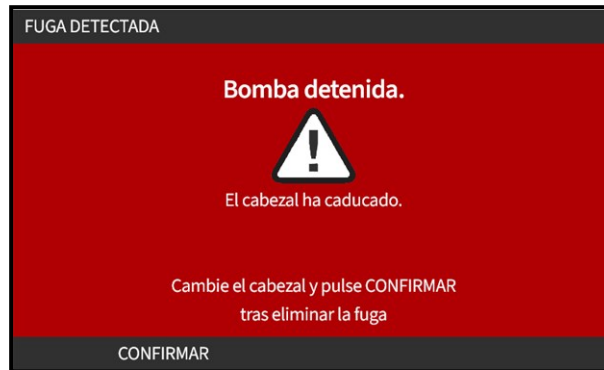 FUGA DETECTADA
Bomba detenida.
!
El cabezal ha caducado.
Cambie el cabezal y pulse CONFIRMAR
tras eliminar la fuga
CONFIRMAR